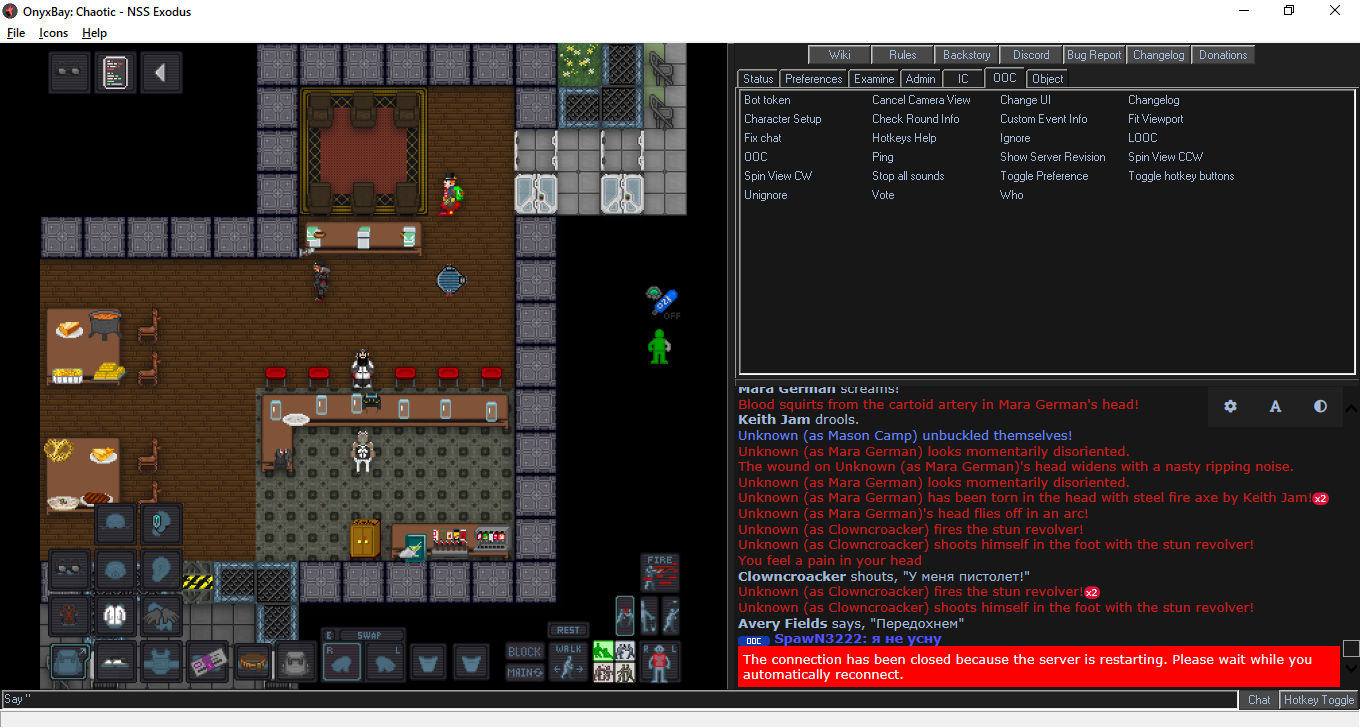 OnyxBay: Chaotic - NSS Exodus
File Icons Help
Wiki Rules Backstory Discord Bug Report Changelog Donations
Status Preferences Examine Admin IC OOC Object
Bot token Cancel Camera View Change UI Changelog
Character Setup Check Round Info Custom Event Info Fit Viewport
Fix chat Hotkeys Help Ignore LOOC
OOC Ping Show Server Revision Spin View CCW
Spin View CW Stop all sounds Toggle Preference Toggle hotkey buttons
Unignore Vote Who
OFF
Mara German screams!
Blood squirts from the cartoid artery in Mara German's head!
Keith Jam drools.
Unknown (as Mason Camp) unbuckled themselves!
Unknown (as Mara German) looks momentarily disoriented.
The wound on Unknown (as Mara German)'s head widens with a nasty ripping noise.
Unknown (as Mara German) looks momentarily disoriented.
Unknown (as Mara German) has been torn in the head with steel fire axe by Keith Jam! x2
Unknown (as Mara German)'s head flies off in an arc!
Unknown (as Clowncroacker) fires the stun revolver!
Unknown (as Clowncroacker) shoots himself in the foot with the stun revolver!
You feel a pain in your head
Clowncroacker shouts, "У меня пистолет!"
Unknown (as Clowncroacker) fires the stun revolver! x2
Unknown (as Clowncroacker) shoots himself in the foot with the stun revolver!
Avery Fields says, "Передохнем"
OOC SpawN3222: я не усну
The connection has been closed because the server is restarting. Please wait while you
automatically reconnect.
A
FIRE
REST
E SWAP
R L
BLOCK WALK
MAIN
R L
Say "
Chat Hotkey Toggle